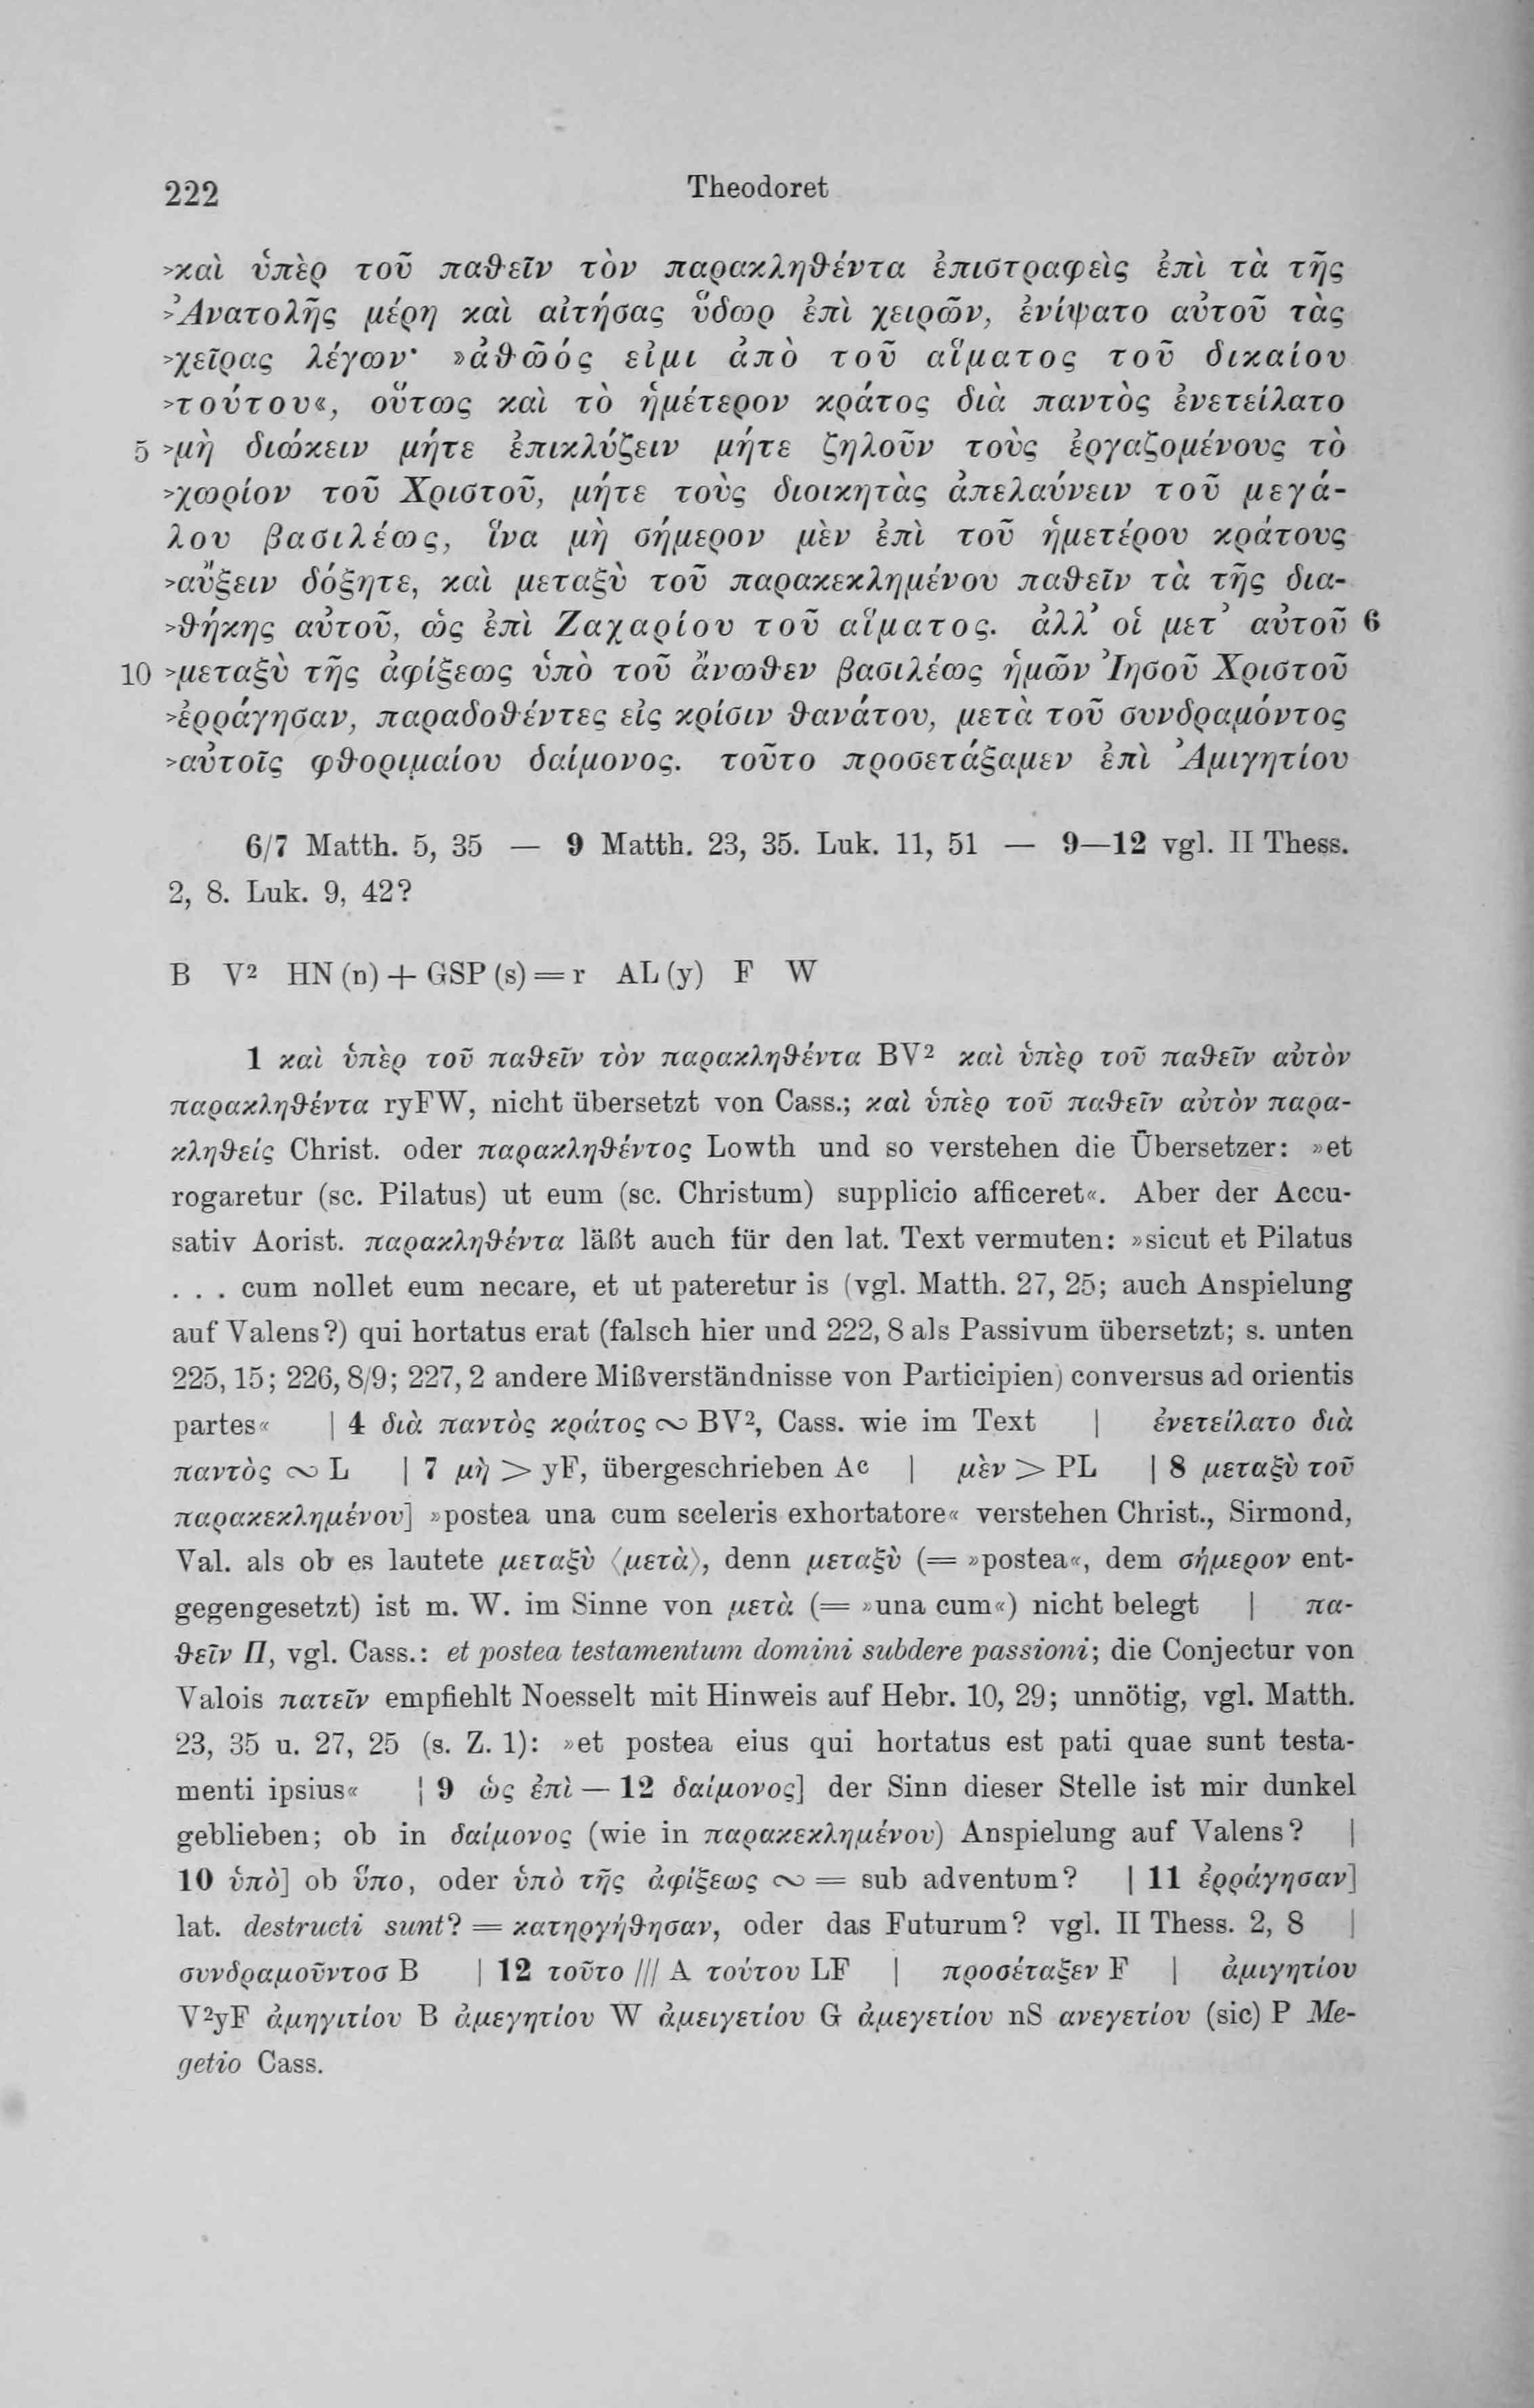 222
Theodoret
>καὶ ὑπὲρ τοῦ παθεῖν τὸν παρακληθέντα ἐπιστραφεὶς ἐπὶ τὰ τῆς
>Ἀνατολῆς μέρη καὶ αἰτήσας ὕδωρ ἐπὶ χειρῶν, ἐνίψατο αὐτοῦ τὰς
>χεῖρας λέγων· »ἀθῶός εἰμι ἀπὸ τοῦ αἵματος τοῦ δικαίου
>τούτου«, οὕτως καὶ τὸ ἡμέτερον κράτος διὰ παντὸς ἐνετείλατο
5 >μὴ διώκειν μήτε ἐπικλύζειν μήτε ζηλοῦν τοὺς ἐργαζομένους τὸ
>χωρίον τοῦ Χριστοῦ, μήτε τοὺς διοικητὰς ἀπελαύνειν τοῦ μεγά-
λου βασιλέως, ἵνα μὴ σήμερον μὲν ἐπὶ τοῦ ἡμετέρου κράτους
>αὔξειν δόξητε, καὶ μεταξὺ τοῦ παρακεκλημένου παθεῖν τὰ τῆς δια-
>θήκης αὐτοῦ, ὡς ἐπὶ Ζαχαρίου τοῦ αἵματος. ἀλλ’ οἱ μετ’ αὐτοῦ 6
10 >μεταξὺ τῆς ἀφίξεως ὑπὸ τοῦ ἄνωθεν βασιλέως ἡμῶν Ἰησοῦ Χριστοῦ
>ἐρράγησαν, παραδοθέντες εἰς κρίσιν θανάτου, μετὰ τοῦ συνδραμόντος
>αὐτοῖς φθοριμαίου δαίμονος. τοῦτο προσετάξαμεν ἐπὶ Ἀμιγητίου
6/7 Matth. 5, 35 — 9 Matth. 23, 35. Luk. 11, 51 — 9—12 vgl. II Thess.
2, 8. Luk. 9, 42?
B V² HN (n) + GSP (s) = r AL (y) F W
1 καὶ ὑπὲρ τοῦ παθεῖν τὸν παρακληθέντα BV² καὶ ὑπὲρ τοῦ παθεῖν αὐτὸν
παρακληθέντα ryFW, nicht übersetzt von Cass.; καὶ ὑπὲρ τοῦ παθεῖν αὐτὸν παρα-
κληθείς Christ. oder παρακληθέντος Lowth und so verstehen die Übersetzer: »et
rogaretur (sc. Pilatus) ut eum (sc. Christum) supplicio afficeret«. Aber der Accu-
sativ Aorist. παρακληθέντα läßt auch für den lat. Text vermuten: »sicut et Pilatus
. . . cum nollet eum necare, et ut pateretur is (vgl. Matth. 27, 25; auch Anspielung
auf Valens?) qui hortatus erat (falsch hier und 222, 8 als Passivum übersetzt; s. unten
225, 15; 226, 8/9; 227, 2 andere Mißverständnisse von Participien) conversus ad orientis
partes« | 4 διὰ παντὸς κράτος ∾ BV², Cass. wie im Text | ἐνετείλατο διὰ
παντὸς ∾ L | 7 μὴ > yF, übergeschrieben Aᶜ | μὲν > PL | 8 μεταξὺ τοῦ
παρακεκλημένου] »postea una cum sceleris exhortatore« verstehen Christ., Sirmond,
Val. als ob es lautete μεταξὺ ⟨μετὰ⟩, denn μεταξὺ (= »postea«, dem σήμερον ent-
gegengesetzt) ist m. W. im Sinne von μετὰ (= »una cum«) nicht belegt | πα-
θεῖν Π, vgl. Cass.: et postea testamentum domini subdere passioni; die Conjectur von
Valois πατεῖν empfiehlt Noesselt mit Hinweis auf Hebr. 10, 29; unnötig, vgl. Matth.
23, 35 u. 27, 25 (s. Z. 1): »et postea eius qui hortatus est pati quae sunt testa-
menti ipsius« | 9 ὡς ἐπὶ — 12 δαίμονος] der Sinn dieser Stelle ist mir dunkel
geblieben; ob in δαίμονος (wie in παρακεκλημένου) Anspielung auf Valens? |
10 ὑπὸ] ob ὕπο, oder ὑπὸ τῆς ἀφίξεως ∾ = sub adventum? | 11 ἐρράγησαν]
lat. destructi sunt? = κατηργήθησαν, oder das Futurum? vgl. II Thess. 2, 8 |
συνδραμοῦντοσ B | 12 τοῦτο /// A τούτου LF | προσέταξεν F | ἀμιγητίου
V²yF ἀμηγιτίου B ἀμεγητίου W ἀμειγετίου G ἀμεγετίου nS ανεγετίου (sic) P Me-
getio Cass.